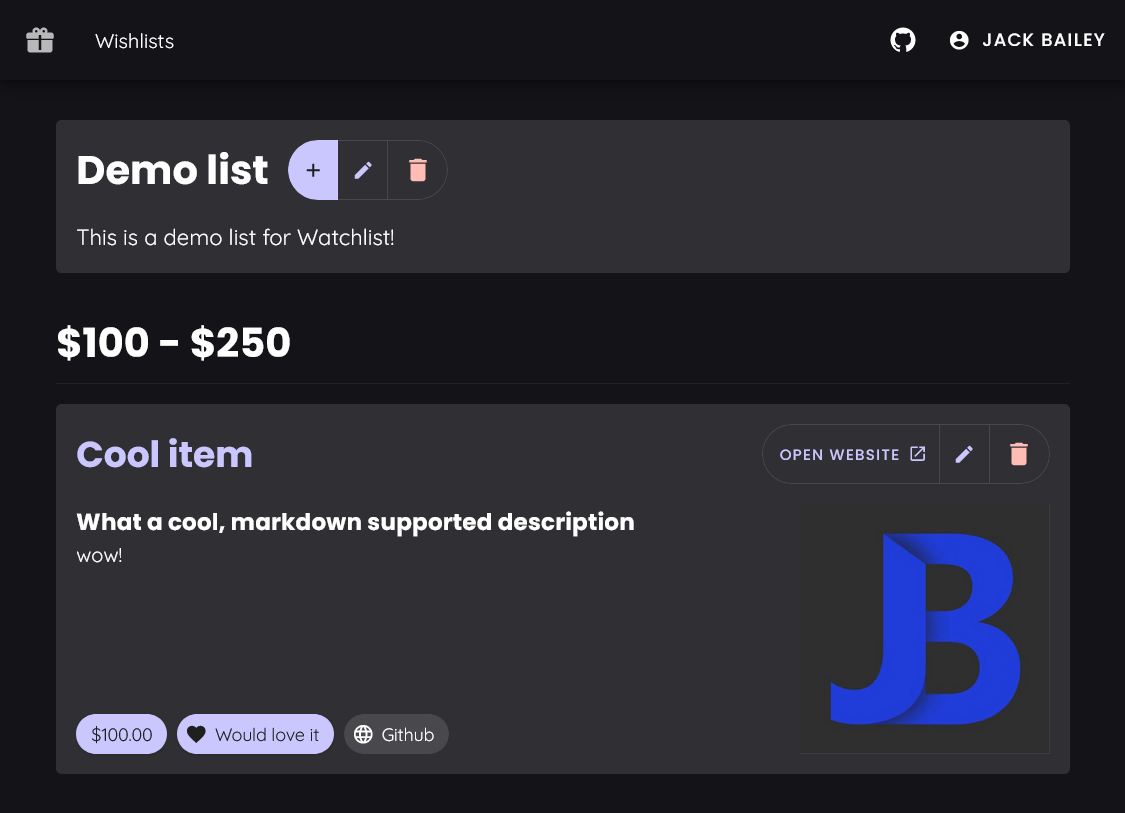 Wishlists
JACK BAILEY
Demo list
+
This is a demo list for Watchlist!
$100 - $250
Cool item
OPEN WEBSITE
What a cool, markdown supported description
wow!
JB
$100.00
Would love it
Github